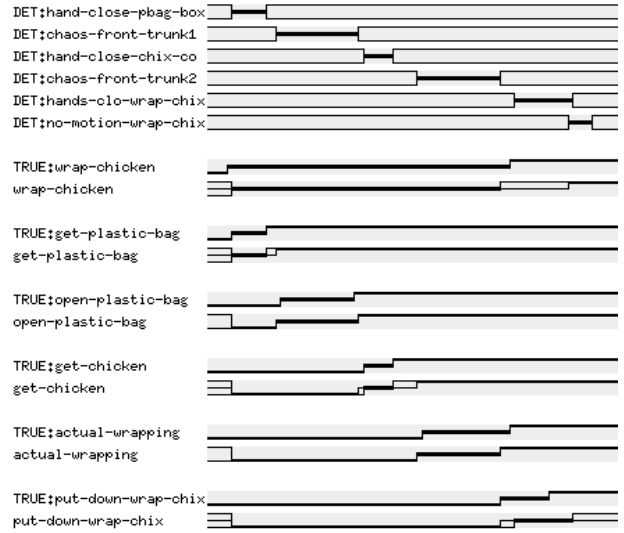 DET:hand-close-pbag-box
DET:chaos-front-trunk1
DET:hand-close-chix-co
DET:chaos-front-trunk2
DET:hands-clo-wrap-chix
DET:no-motion-wrap-chix
TRUE:wrap-chicken
wrap-chicken
TRUE:get-plastic-bag
get-plastic-bag
TRUE:open-plastic-bag
open-plastic-bag
TRUE:get-chicken
get-chicken
TRUE:actual-wrapping
actual-wrapping
TRUE:put-down-wrap-chix
put-down-wrap-chix